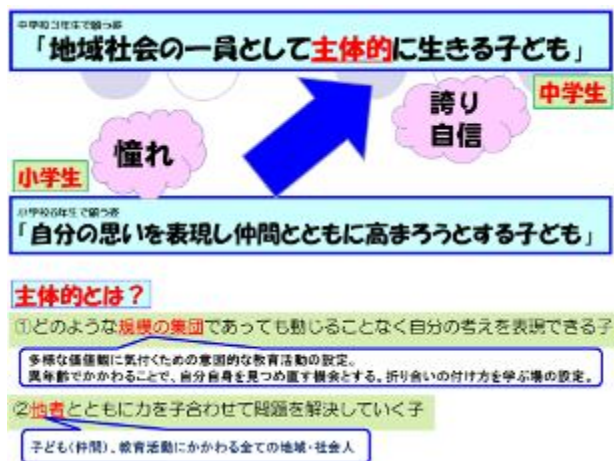 中学校3年生で願う姿
「地域社会の一員として主体的に生きる子ども」
誇り
自信
中学生
憧れ
小学生
小学校6年生で願う姿
「自分の思いを表現し仲間とともに高まろうとする子ども」
主体的とは？
①どのような規模の集団であっても動じることなく自分の考えを表現できる子
多様な価値観に気付くための意図的な教育活動の設定。
異年齢でかかわることで、自分自身を見つめ直す機会とする。折り合いの付け方を学ぶ場の設定。
②他者とともに力を子合わせて問題を解決していく子
子ども（仲間）、教育活動にかかわる全ての地域・社会人